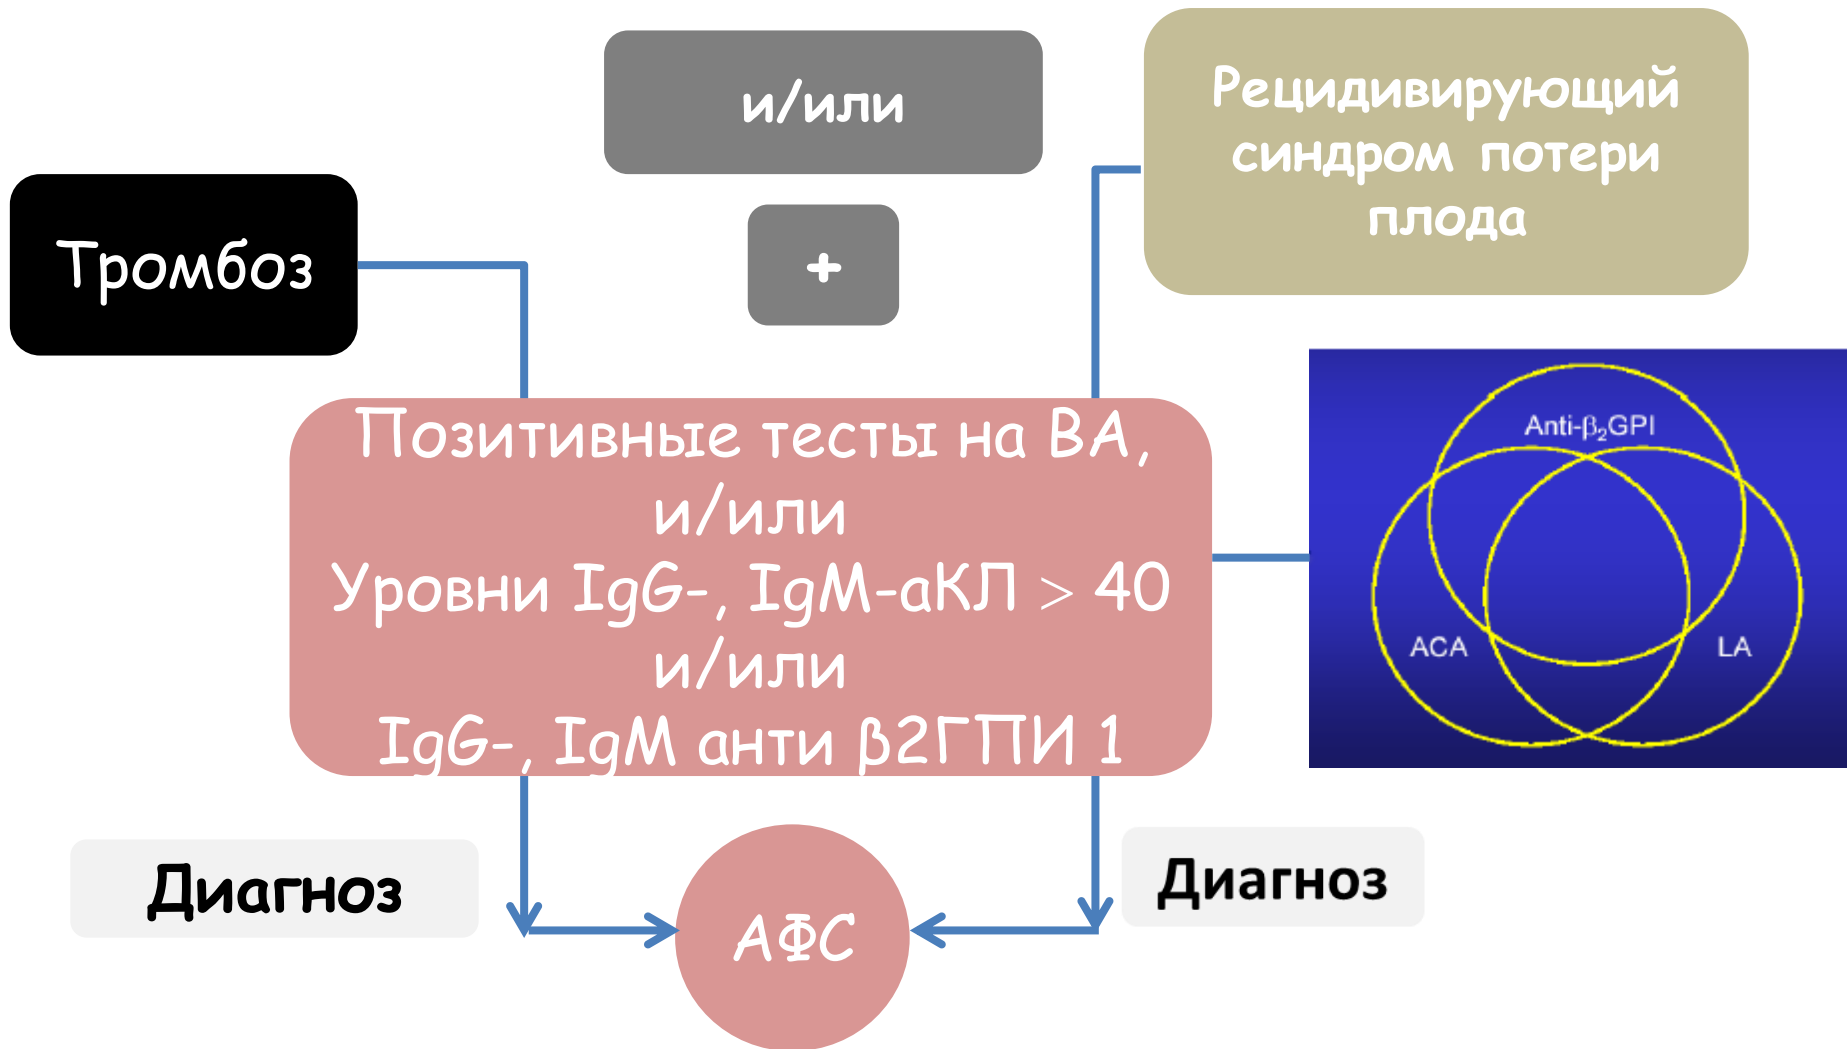 и/или
Рецидивирующий
синдром потери
плода
Тромбоз
+
Позитивные тесты на ВА,
и/или
Уровни IgG-, IgM-аКЛ > 40
и/или
IgG-, IgM анти β2ГПИ 1
Anti-β₂GPI
ACA
LA
Диагноз
Диагноз
АФС